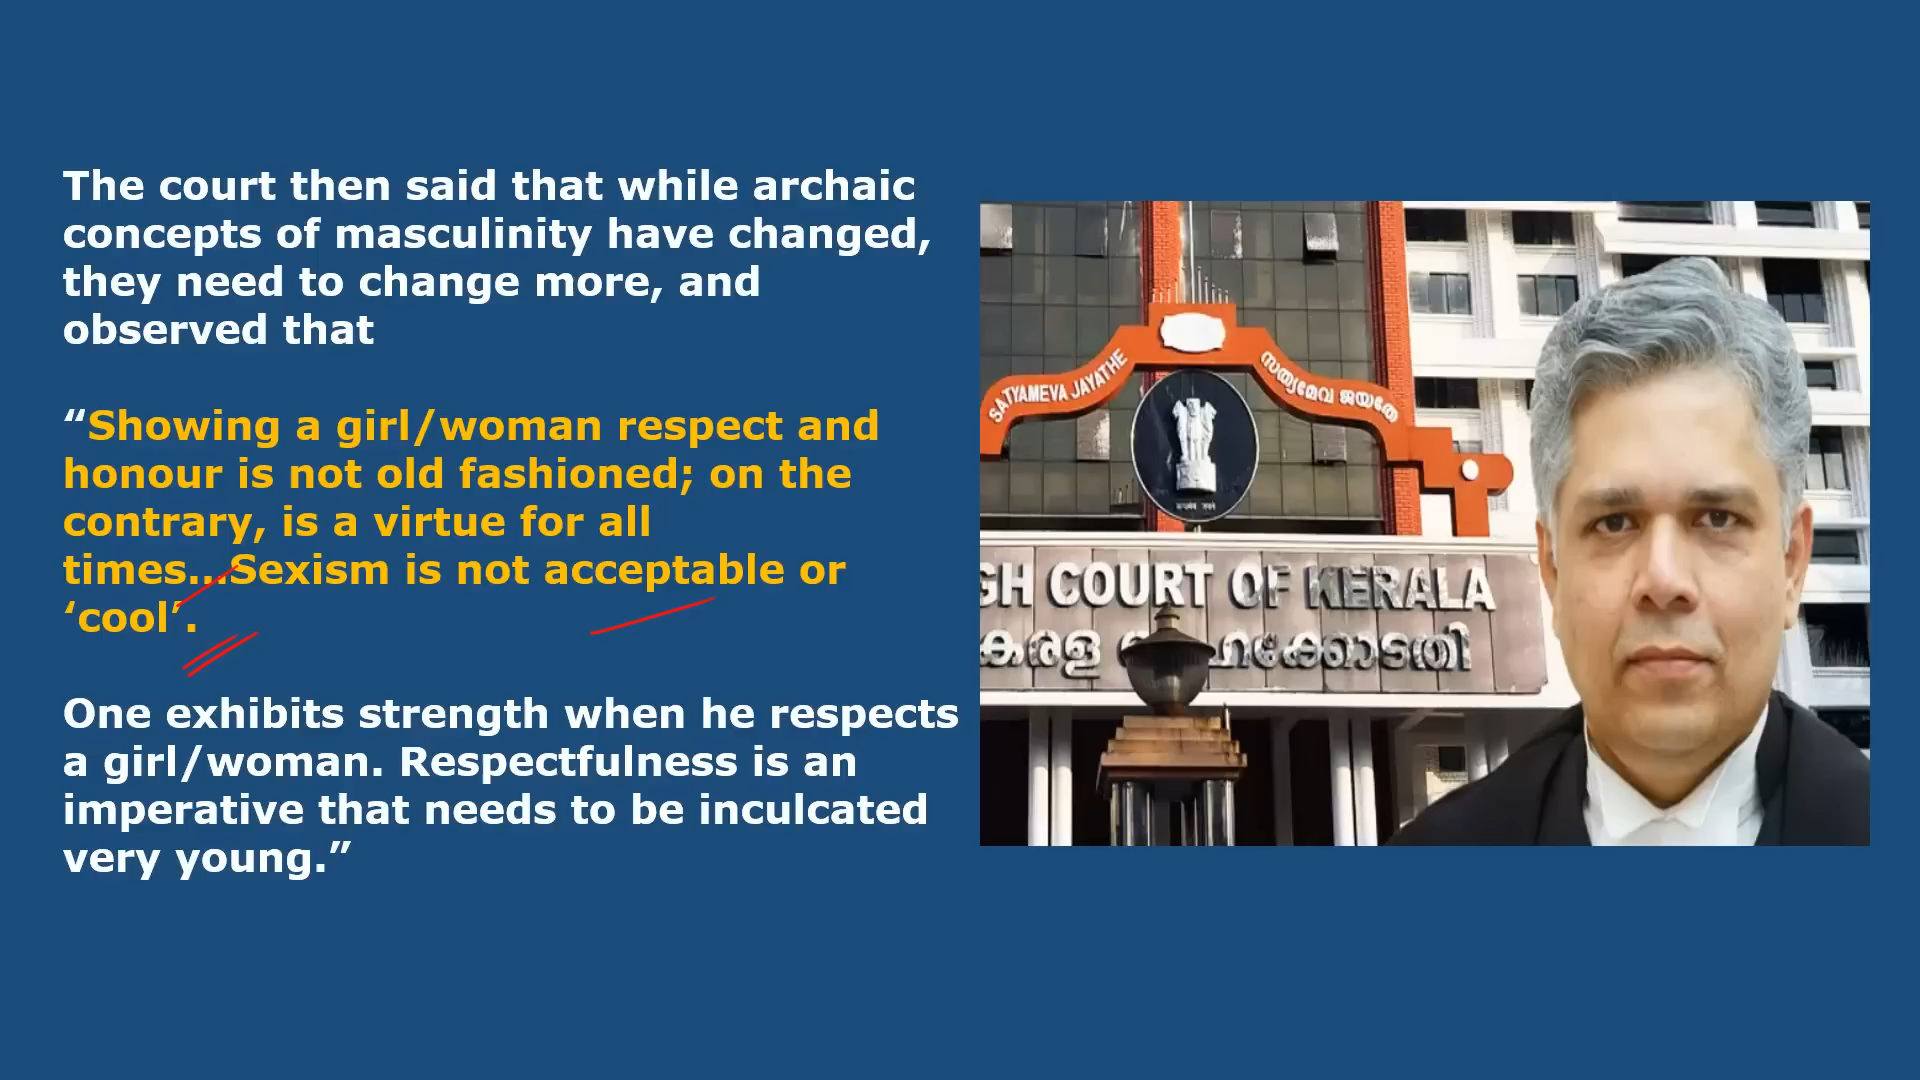 The court then said that while archaic
concepts of masculinity have changed,
they need to change more, and
observed that
“Showing a girl/woman respect and
honour is not old fashioned; on the
contrary, is a virtue for all
times...Sexism is not acceptable or
‘cool’.
One exhibits strength when he respects
a girl/woman. Respectfulness is an
imperative that needs to be inculcated
very young.”
SATYAMEVA JAYATHE
സത്യമേവ ജയതേ
GH COURT OF KERALA
കേരള